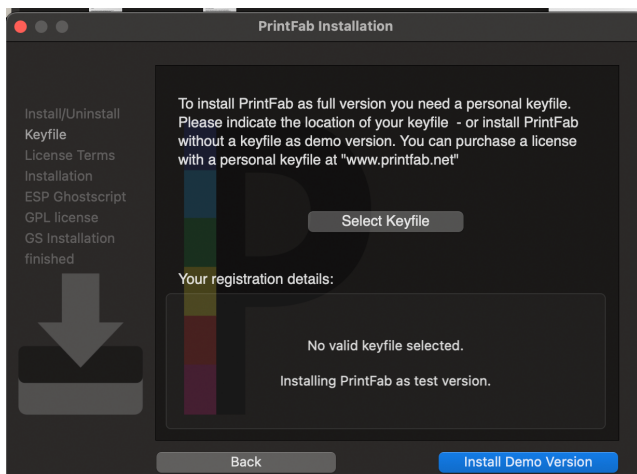 PrintFab Installation
Install/Uninstall
Keyfile
License Terms
Installation
ESP Ghostscript
GPL license
GS Installation
finished
To install PrintFab as full version you need a personal keyfile.
Please indicate the location of your keyfile  - or install PrintFab
without a keyfile as demo version. You can purchase a license
with a personal keyfile at "www.printfab.net"
Select Keyfile
Your registration details:
No valid keyfile selected.
Installing PrintFab as test version.
Back
Install Demo Version